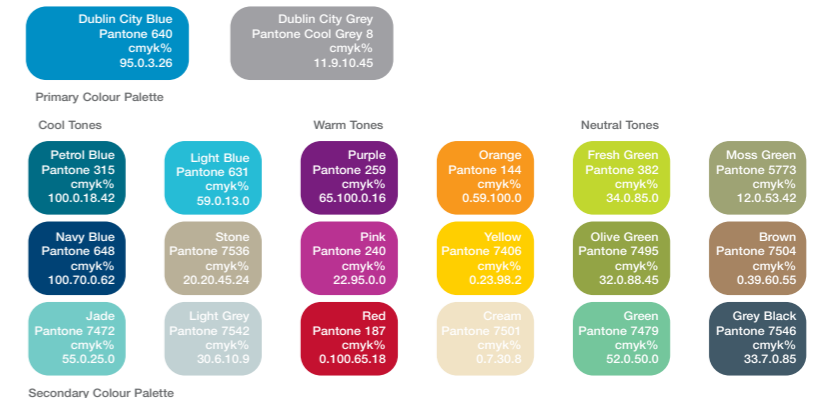 Dublin City Blue
Pantone 640
cmyk%
95.0.3.26
Dublin City Grey
Pantone Cool Grey 8
cmyk%
11.9.10.45
Primary Colour Palette
Cool Tones
Warm Tones
Neutral Tones
Petrol Blue
Pantone 315
cmyk%
100.0.18.42
Light Blue
Pantone 631
cmyk%
59.0.13.0
Purple
Pantone 259
cmyk%
65.100.0.16
Orange
Pantone 144
cmyk%
0.59.100.0
Fresh Green
Pantone 382
cmyk%
34.0.85.0
Moss Green
Pantone 5773
cmyk%
12.0.53.42
Navy Blue
Pantone 648
cmyk%
100.70.0.62
Stone
Pantone 7536
cmyk%
20.20.45.24
Pink
Pantone 240
cmyk%
22.95.0.0
Yellow
Pantone 7406
cmyk%
0.23.98.2
Olive Green
Pantone 7495
cmyk%
32.0.88.45
Brown
Pantone 7504
cmyk%
0.39.60.55
Jade
Pantone 7472
cmyk%
55.0.25.0
Light Grey
Pantone 7542
cmyk%
30.6.10.9
Red
Pantone 187
cmyk%
0.100.65.18
Cream
Pantone 7501
cmyk%
0.7.30.8
Green
Pantone 7479
cmyk%
52.0.50.0
Grey Black
Pantone 7546
cmyk%
33.7.0.85
Secondary Colour Palette